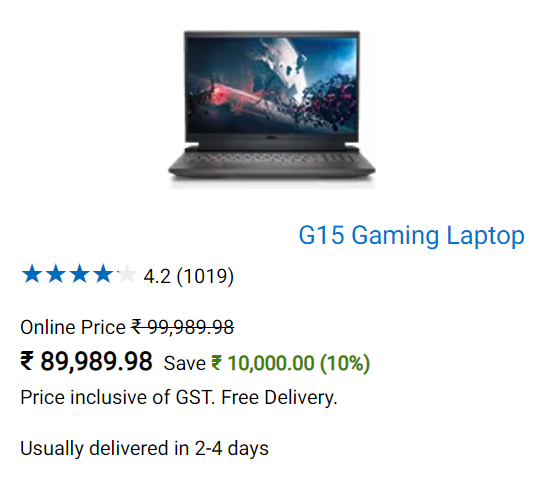 G15 Gaming Laptop
4.2 (1019)
Online Price ₹ 99,989.98
₹ 89,989.98 Save ₹ 10,000.00 (10%)
Price inclusive of GST. Free Delivery.
Usually delivered in 2-4 days